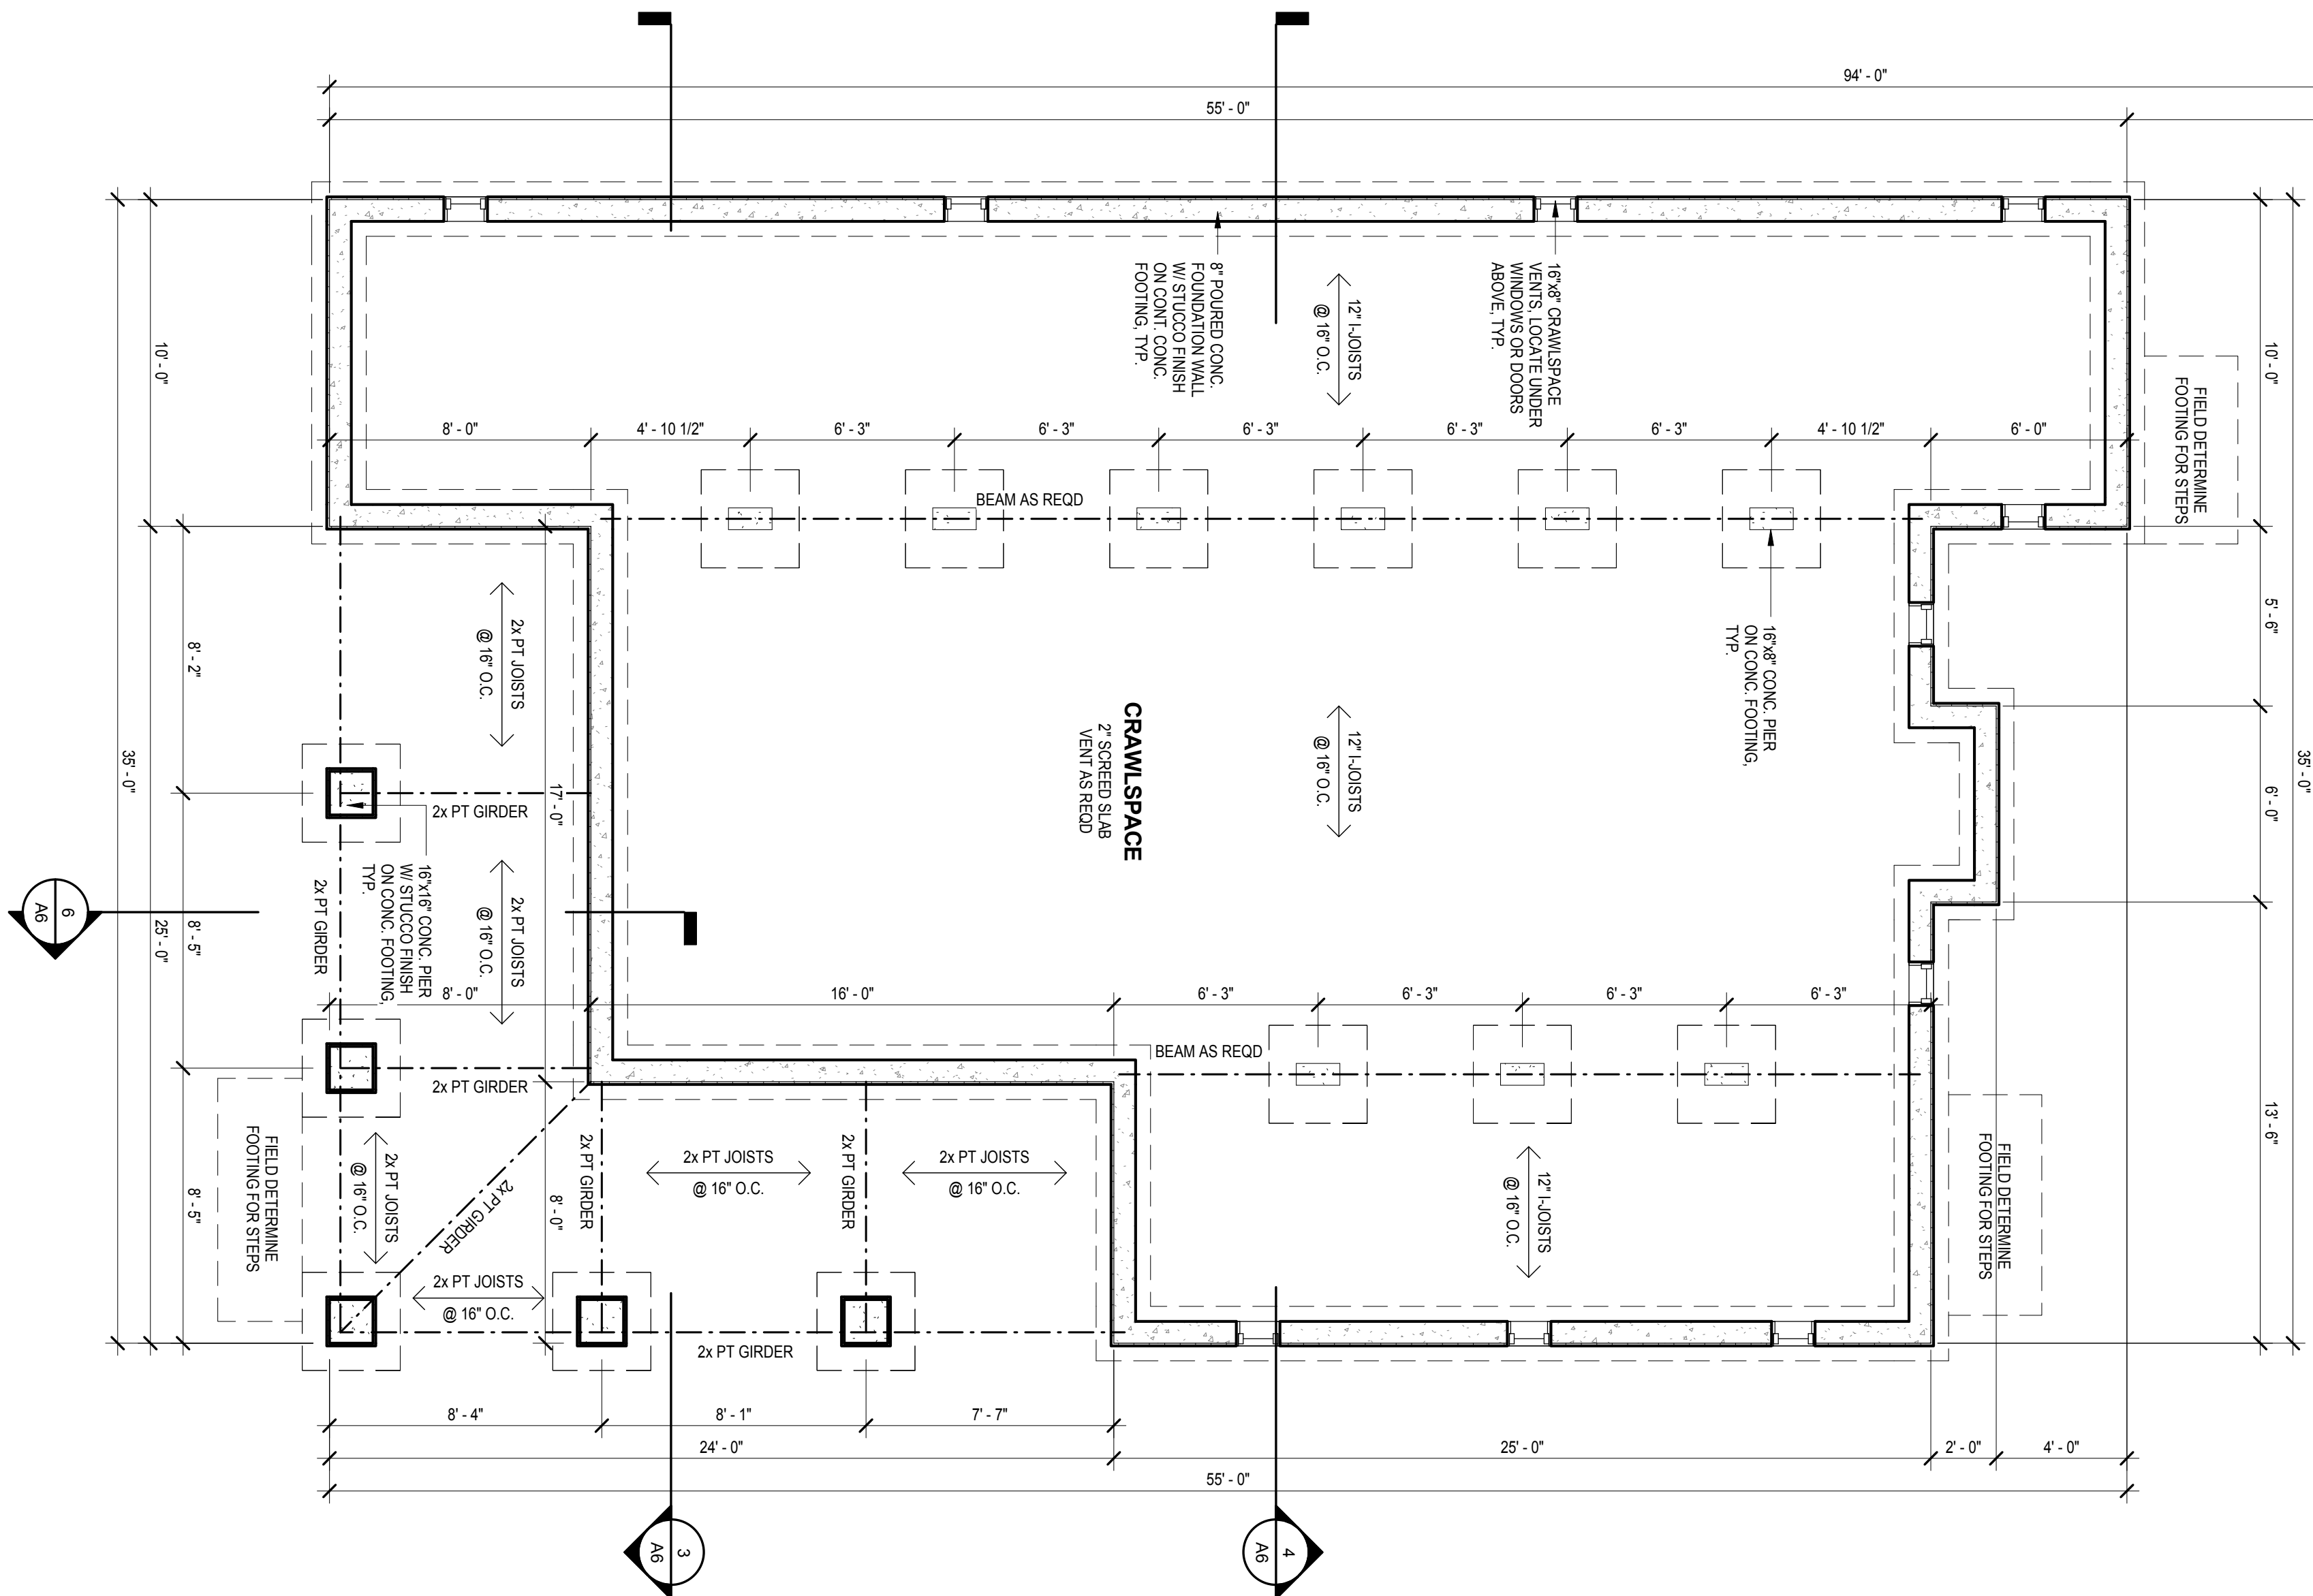 94' - 0"
55' - 0"
10' - 0"
35' - 0"
8' - 2"
8' - 5"
25' - 0"
8' - 5"
10' - 0"
5' - 6"
6' - 0"
35' - 0"
13' - 6"
8" POURED CONC.
FOUNDATION WALL
W/ STUCCO FINISH
ON CONT. CONC.
FOOTING, TYP.
12" I-JOISTS
@ 16" O.C.
16"x8" CRAWLSPACE
VENTS, LOCATE UNDER
WINDOWS OR DOORS
ABOVE, TYP.
FIELD DETERMINE
FOOTING FOR STEPS
8' - 0"
4' - 10 1/2"
6' - 3"
6' - 3"
6' - 3"
6' - 3"
6' - 3"
4' - 10 1/2"
6' - 0"
BEAM AS REQD
16"x8" CONC. PIER
ON CONC. FOOTING,
TYP.
2x PT JOISTS
@ 16" O.C.
CRAWLSPACE
2" SCREED SLAB
VENT AS REQD
12" I-JOISTS
@ 16" O.C.
17' - 0"
2x PT GIRDER
16"x16" CONC. PIER
W/ STUCCO FINISH
ON CONC. FOOTING,
TYP.
2x PT GIRDER
2x PT JOISTS
@ 16" O.C.
6
A6
8' - 0"
16' - 0"
6' - 3"
6' - 3"
6' - 3"
6' - 3"
BEAM AS REQD
2x PT GIRDER
FIELD DETERMINE
FOOTING FOR STEPS
2x PT JOISTS
@ 16" O.C.
2x PT GIRDER
8' - 0"
2x PT GIRDER
2x PT JOISTS
@ 16" O.C.
2x PT GIRDER
2x PT JOISTS
@ 16" O.C.
12" I-JOISTS
@ 16" O.C.
FIELD DETERMINE
FOOTING FOR STEPS
2x PT JOISTS
@ 16" O.C.
2x PT GIRDER
8' - 4"
8' - 1"
7' - 7"
24' - 0"
25' - 0"
2' - 0"
4' - 0"
55' - 0"
3
A6
4
A6